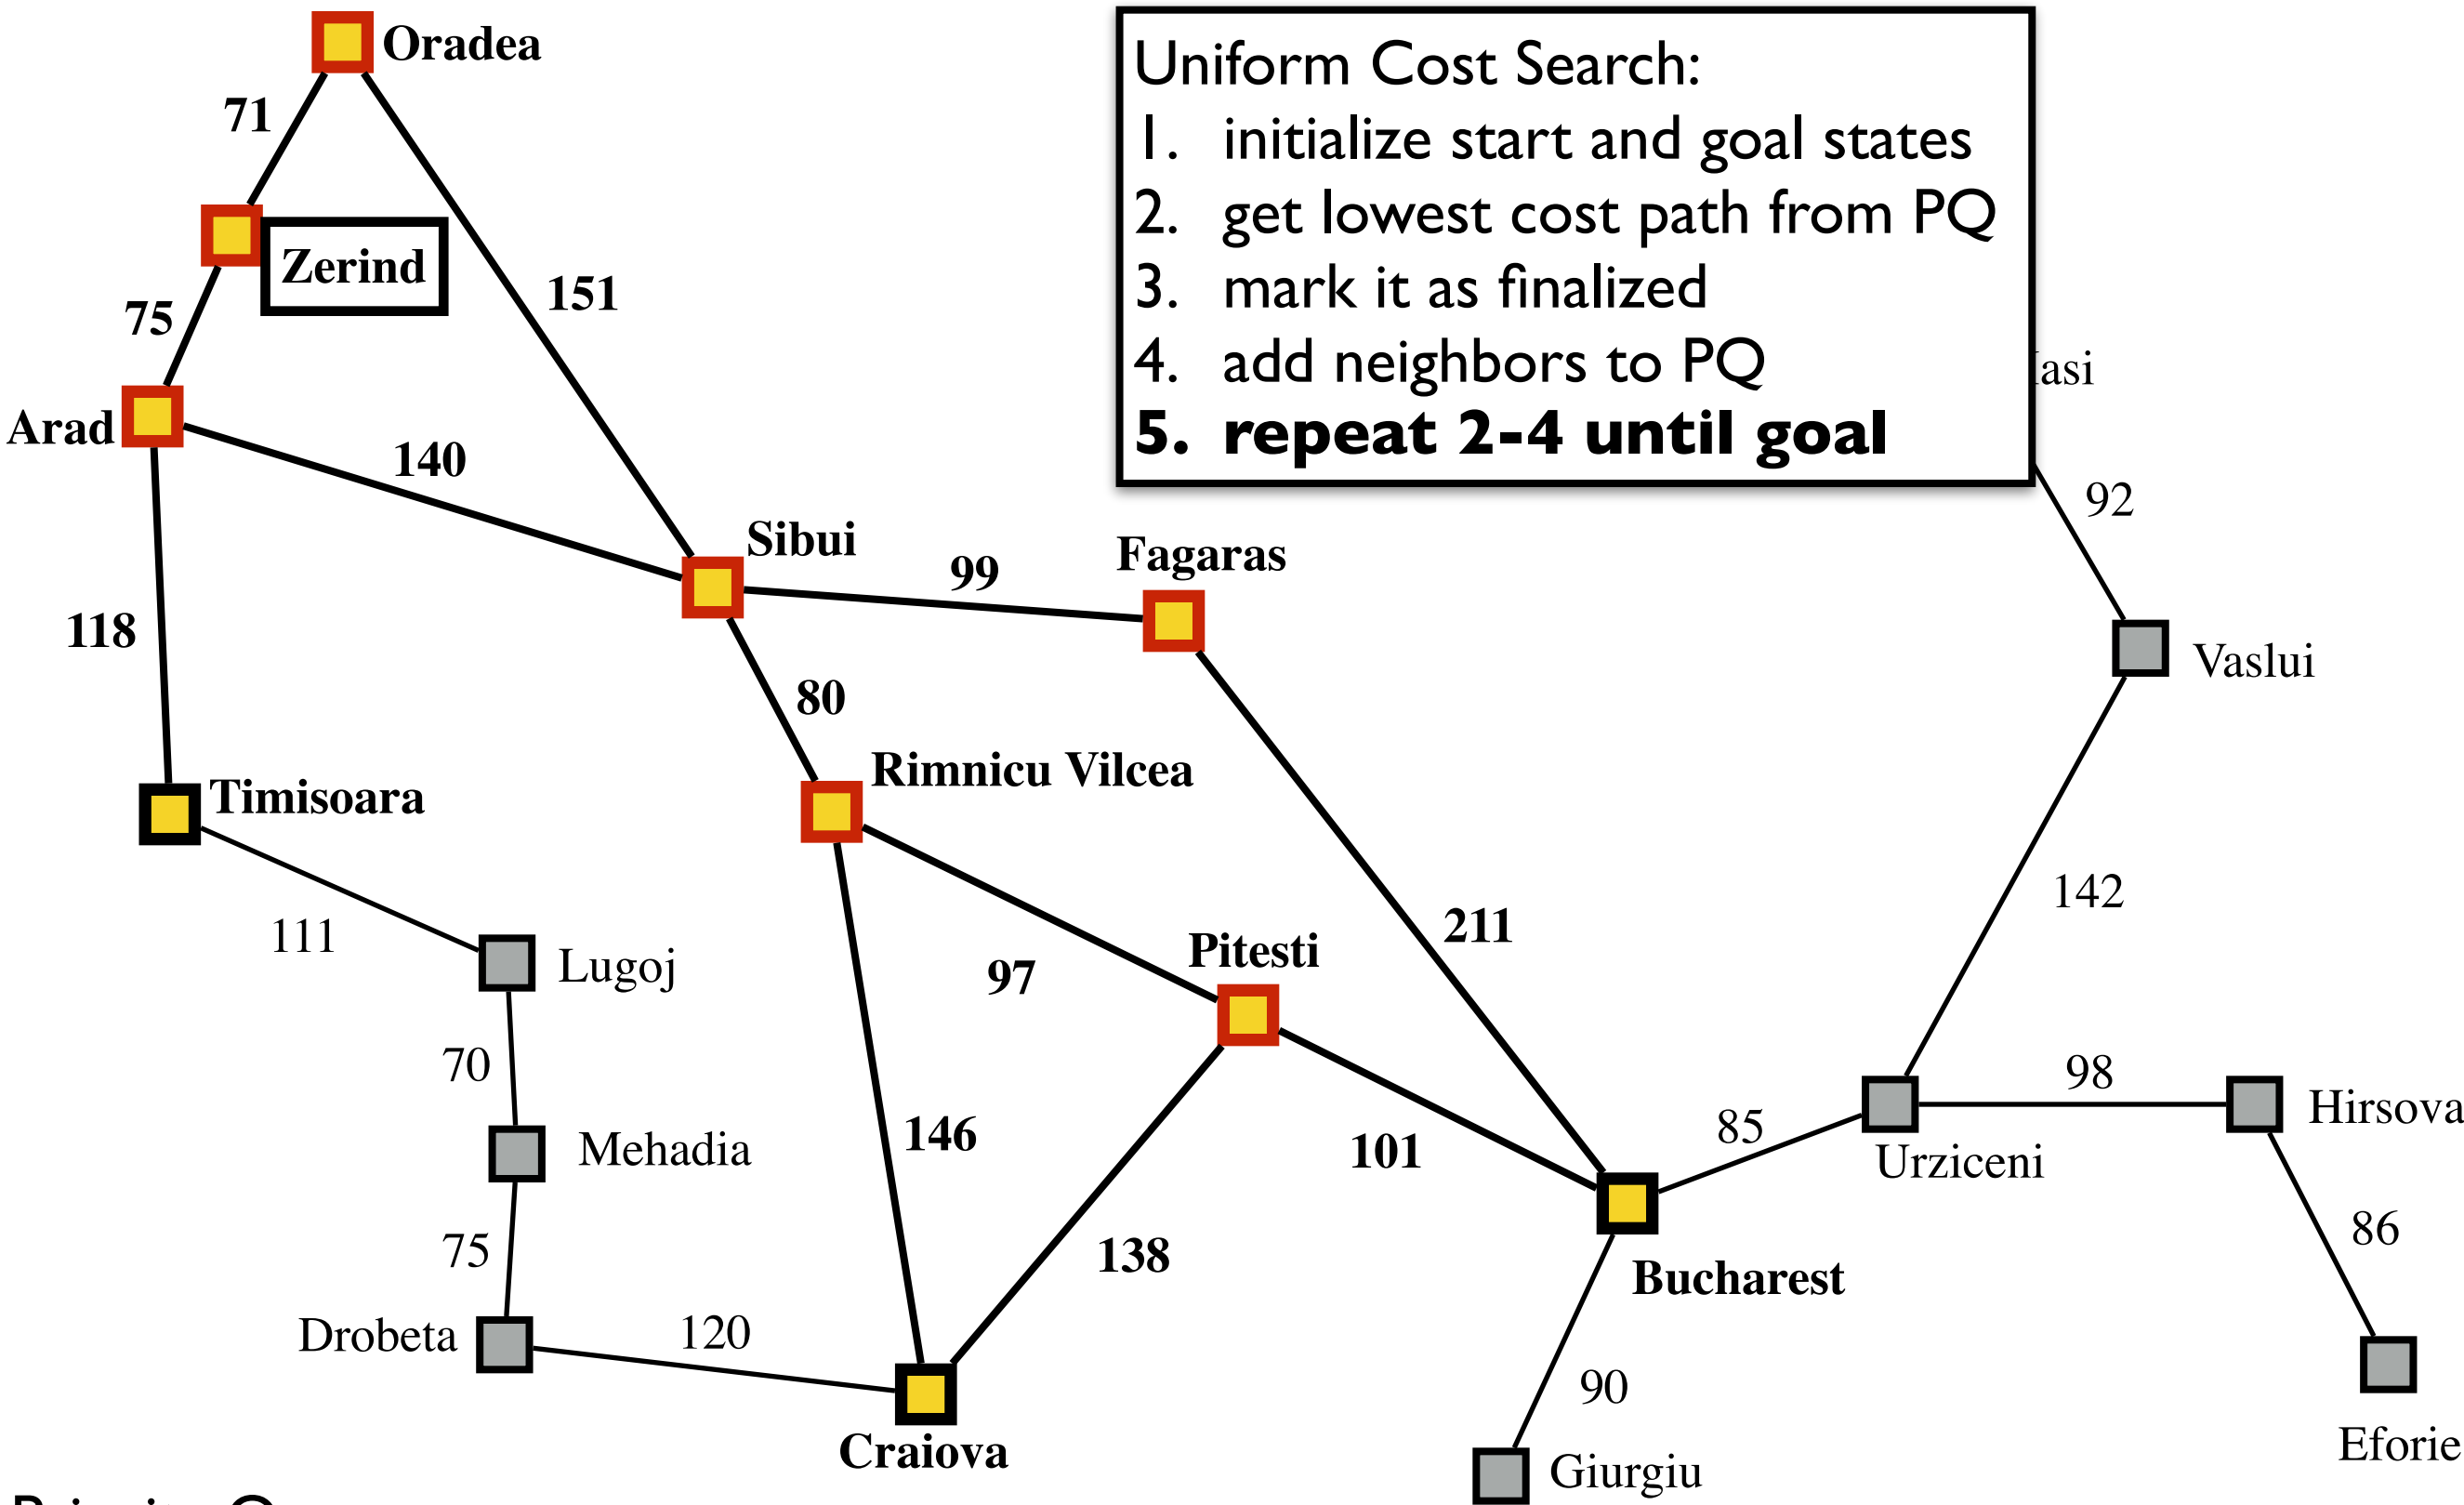 Oradea
Uniform Cost Search:
1. initialize start and goal states
2. get lowest cost path from PQ
3. mark it as finalized
4. add neighbors to PQ
5. repeat 2-4 until goal
71
Zerind
151
75
Iasi
Arad
140
92
Sibui
99
Fagaras
118
Vaslui
80
Rimnicu Vilcea
Timisoara
142
211
111
Lugoj
97
Pitesti
70
98
Hirsova
85
146
101
Mehadia
Urziceni
86
75
138
Bucharest
Drobeta
120
90
Craiova
Eforie
Giurgiu